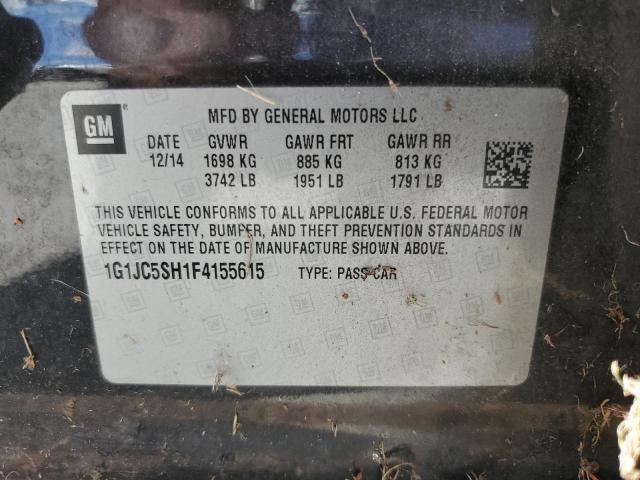 GM
MFD BY GENERAL MOTORS LLC
DATE GVWR GAWR FRT GAWR RR
12/14 1698 KG 885 KG 813 KG
3742 LB 1951 LB 1791 LB
THIS VEHICLE CONFORMS TO ALL APPLICABLE U.S. FEDERAL MOTOR
VEHICLE SAFETY, BUMPER, AND THEFT PREVENTION STANDARDS IN
EFFECT ON THE DATE OF MANUFACTURE SHOWN ABOVE.
1G1JC5SH1F4155615 TYPE: PASS CAR